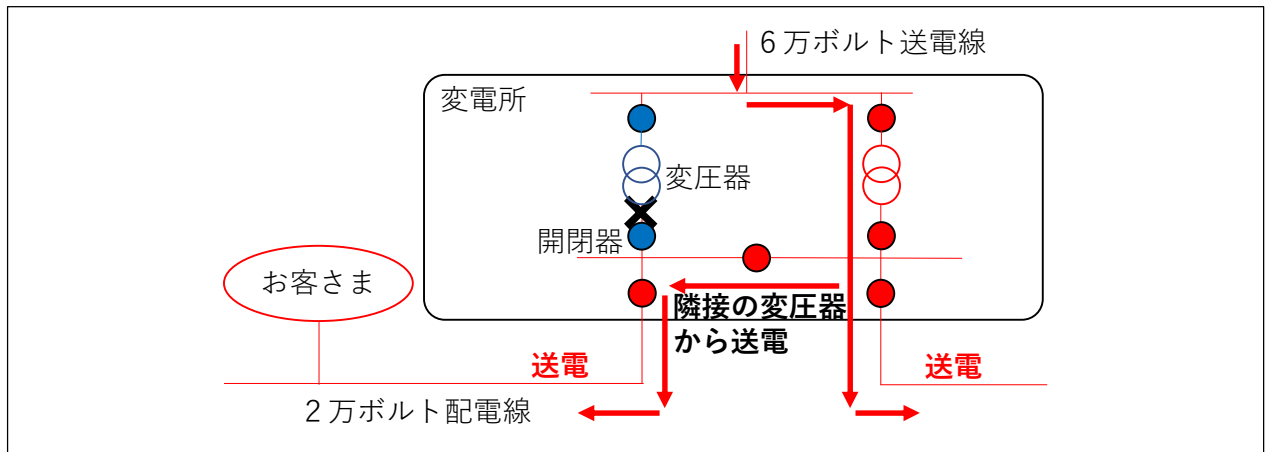 ６万ボルト送電線
変電所
変圧器
開閉器
お客さま
隣接の変圧器
から送電
送電
送電
２万ボルト配電線